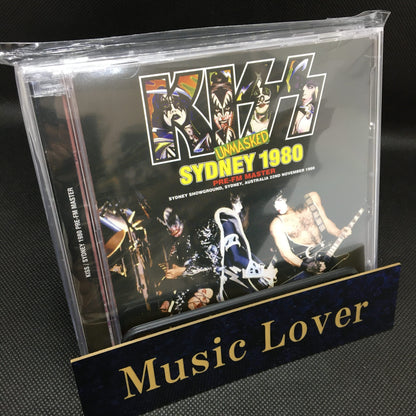 KISS
UNMASKED
SYDNEY 1980
PRE-FM MASTER
SYDNEY SHOWGROUND, SYDNEY, AUSTRALIA 22ND NOVEMBER 1980
KISS / SYDNEY 1980 PRE-FM MASTER
Music Lover